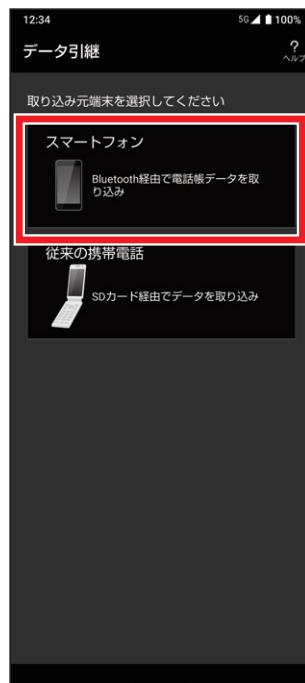 12:34 5G 100%
データ引継 ?
ヘルプ
取り込み元端末を選択してください
スマートフォン
Bluetooth経由で電話帳データを取
り込み
従来の携帯電話
SDカード経由でデータを取り込み